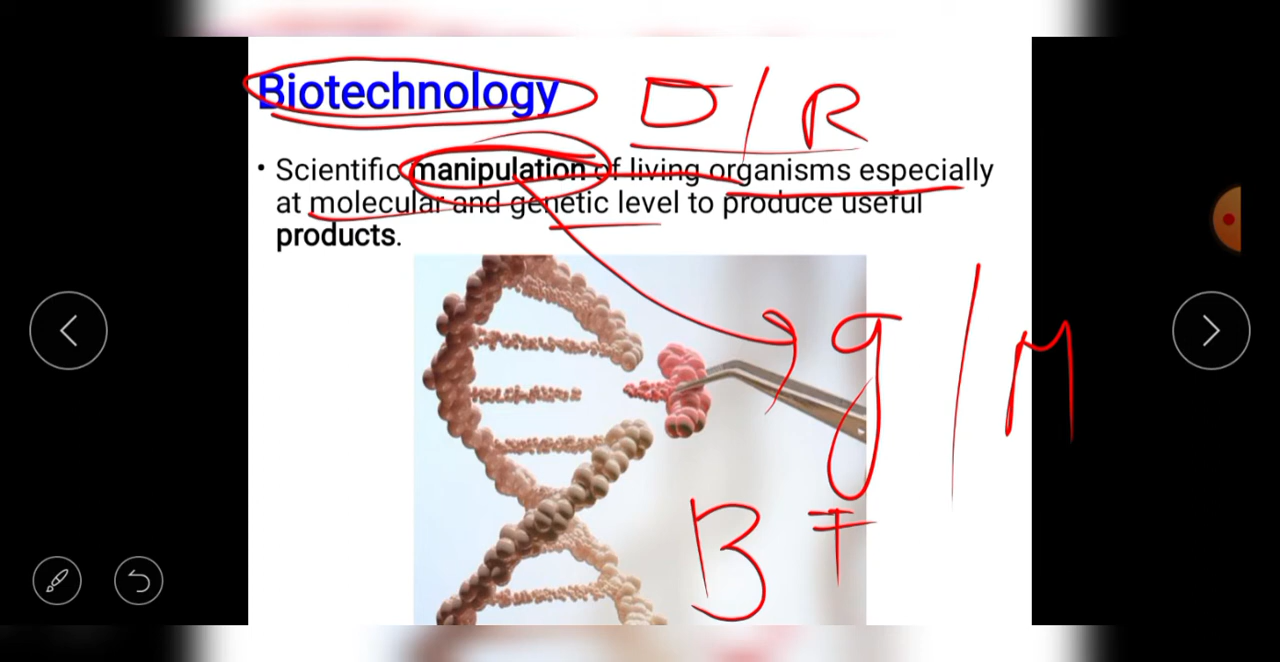 Biotechnology D/R
• Scientific manipulation of living organisms especially
at molecular and genetic level to produce useful
products.
g/M
BT